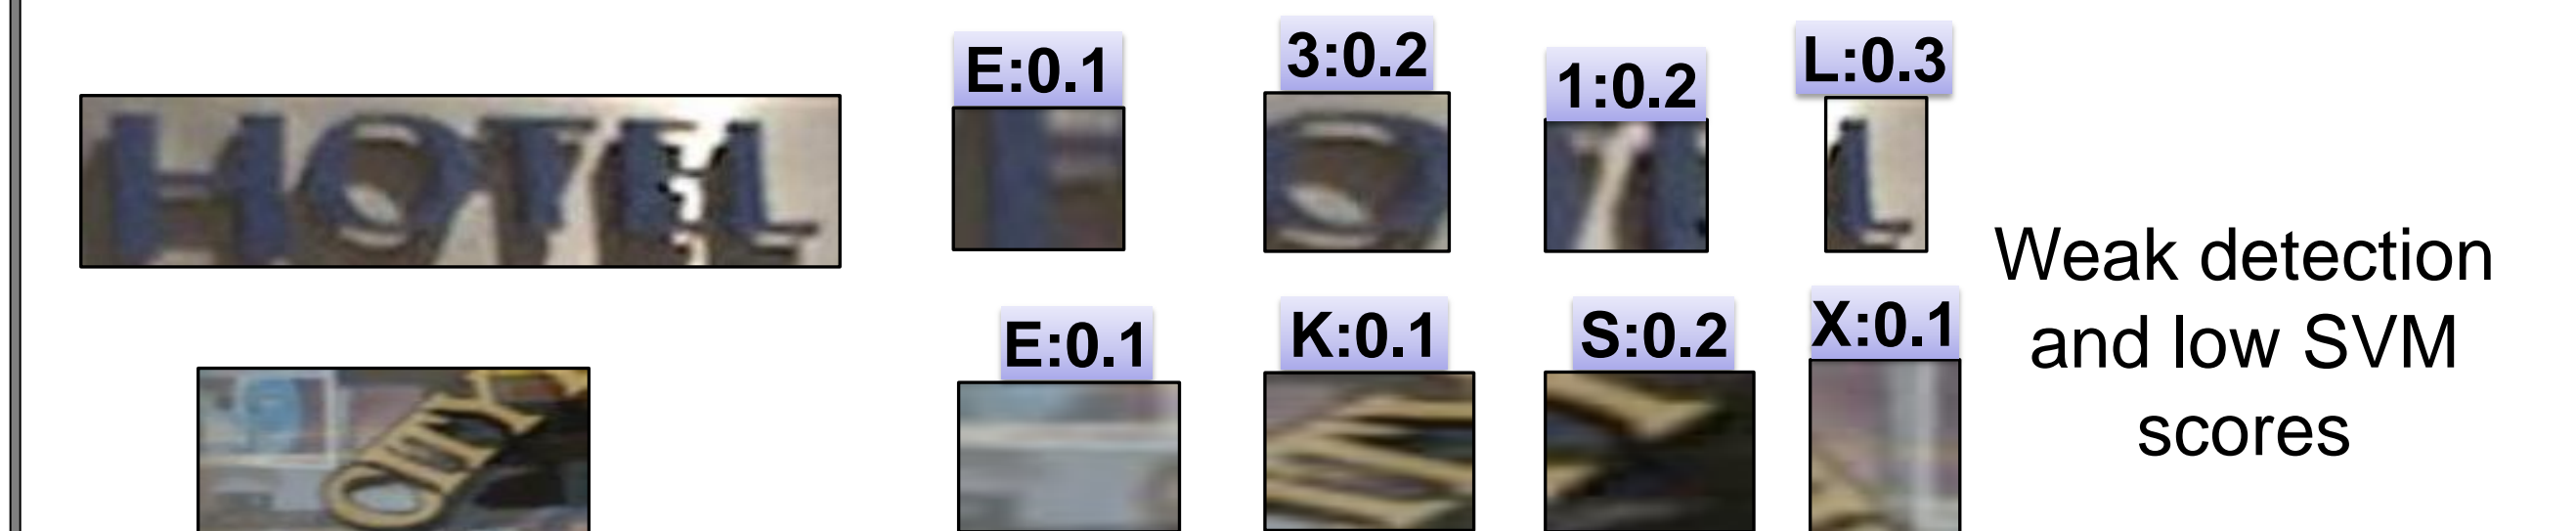 E:0.1 3:0.2 1:0.2 L:0.3
HOTEL
L
E:0.1 K:0.1 S:0.2 X:0.1
CITY
Weak detection
and low SVM
scores